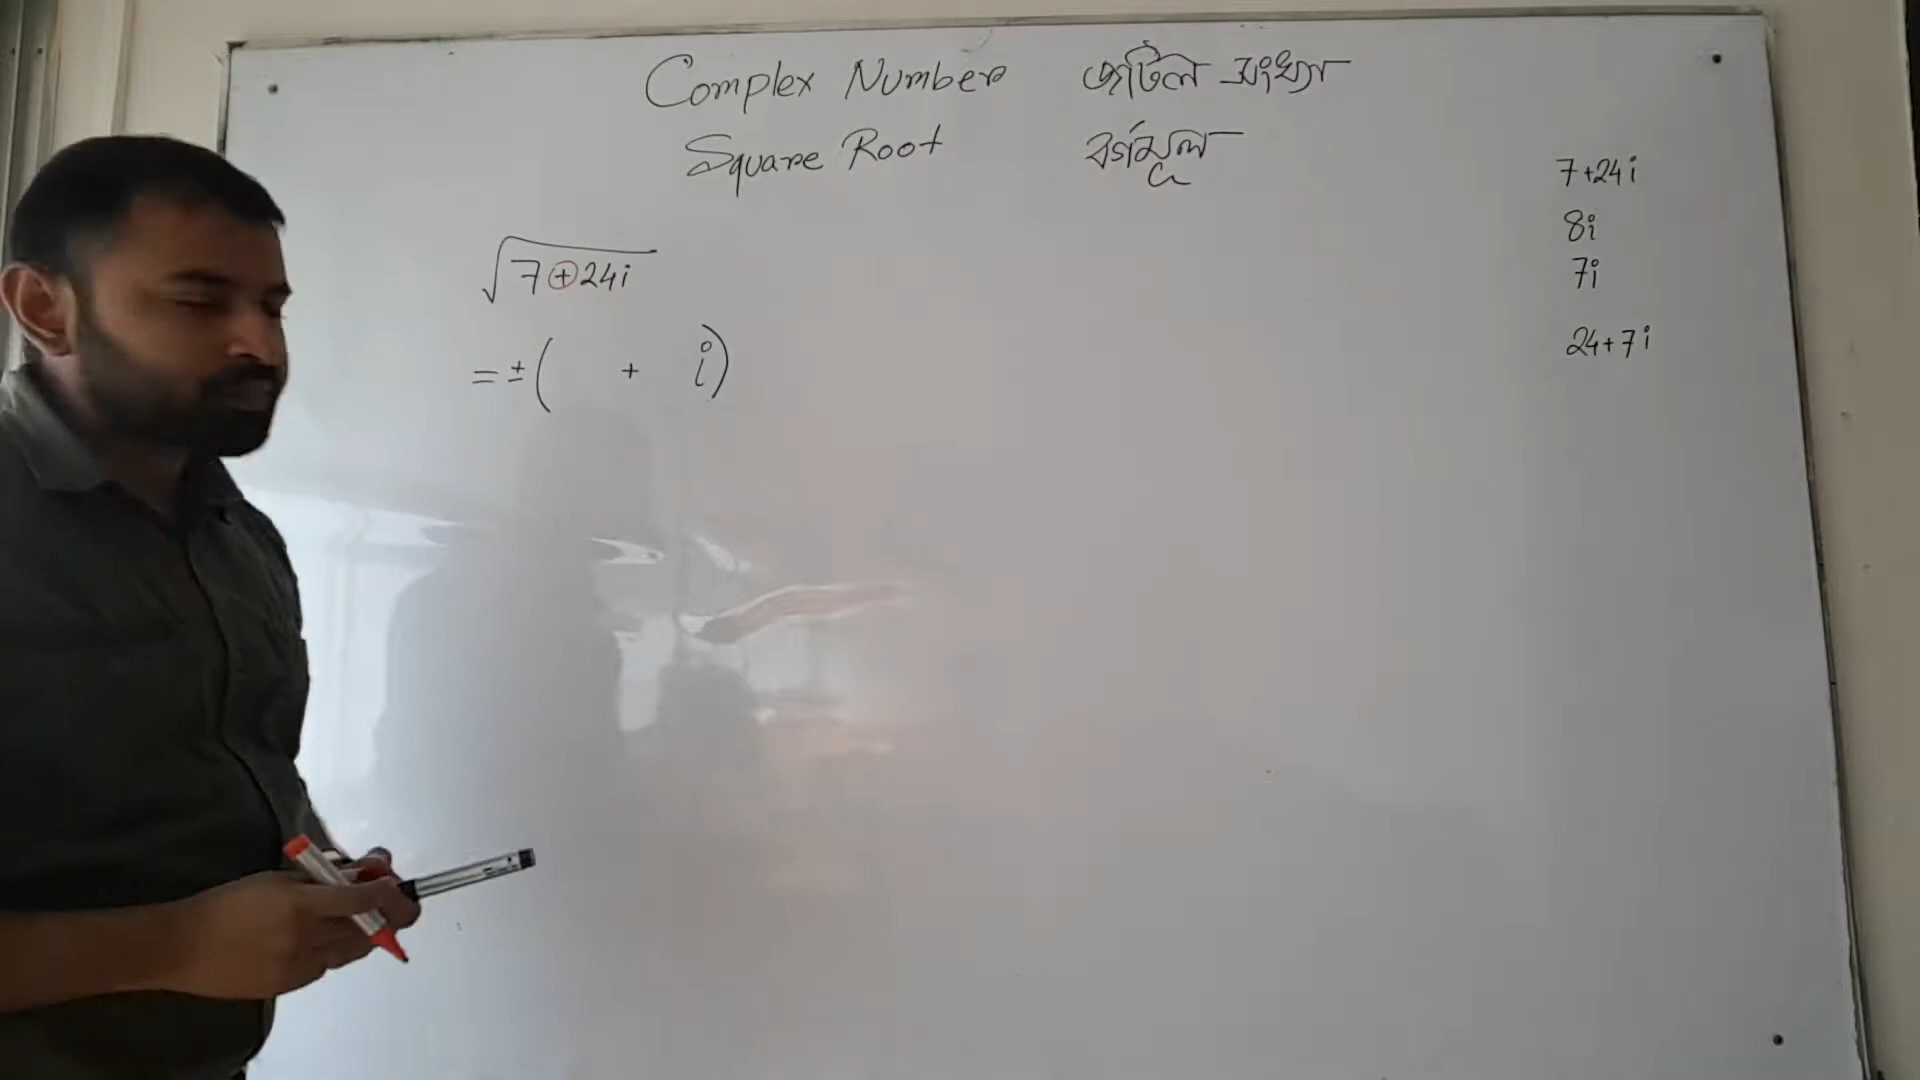 Complex Number জটিল সংখ্যা
Square Root বর্গমূল
√7+24i
= ±(   +   i)
7+24i
8i
7i
24+7i